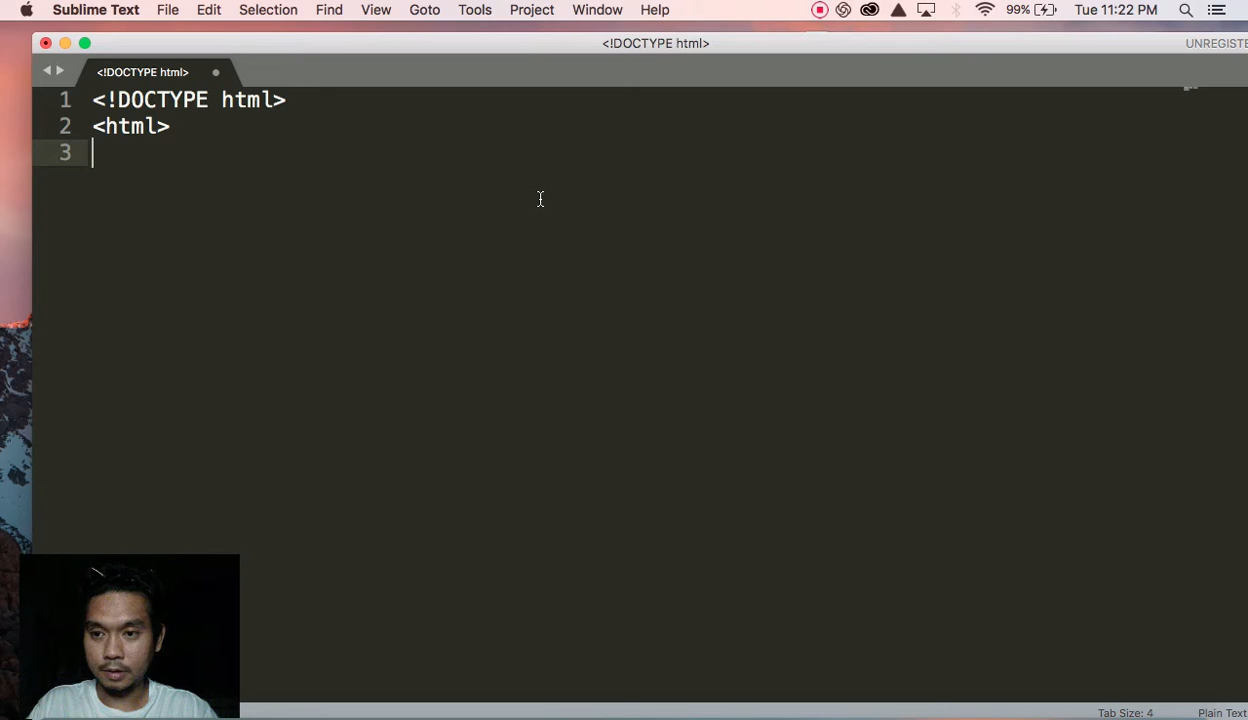 Sublime Text File Edit Selection Find View Goto Tools Project Window Help 99% Tue 11:22 PM
<!DOCTYPE html> UNREGISTE
<!DOCTYPE html>
1 <!DOCTYPE html>
2 <html>
3
Tab Size: 4 Plain Text